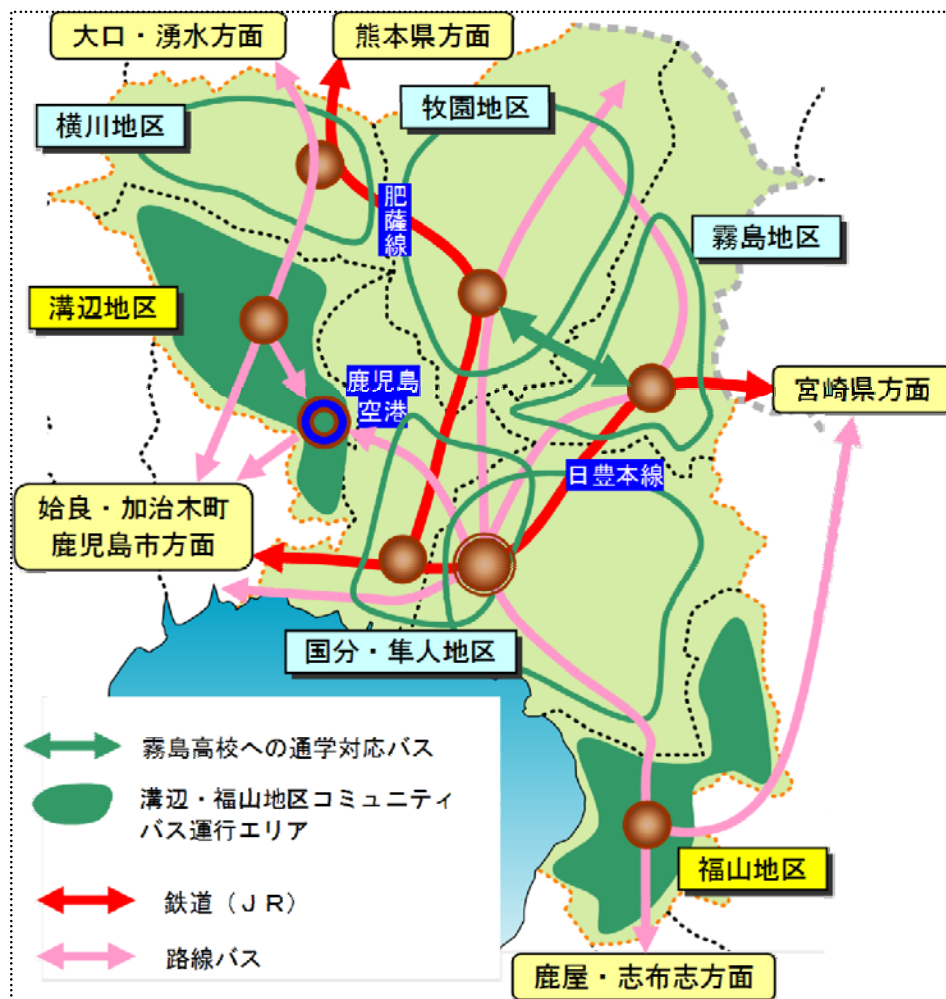 大口・湧水方面
熊本県方面
横川地区
牧園地区
肥薩線
霧島地区
溝辺地区
鹿児島
空港
宮崎県方面
日豊本線
姶良・加治木町
鹿児島市方面
国分・隼人地区
霧島高校への通学対応バス
溝辺・福山地区コミュニティ
バス運行エリア
福山地区
鉄道(JR)
路線バス
鹿屋・志布志方面